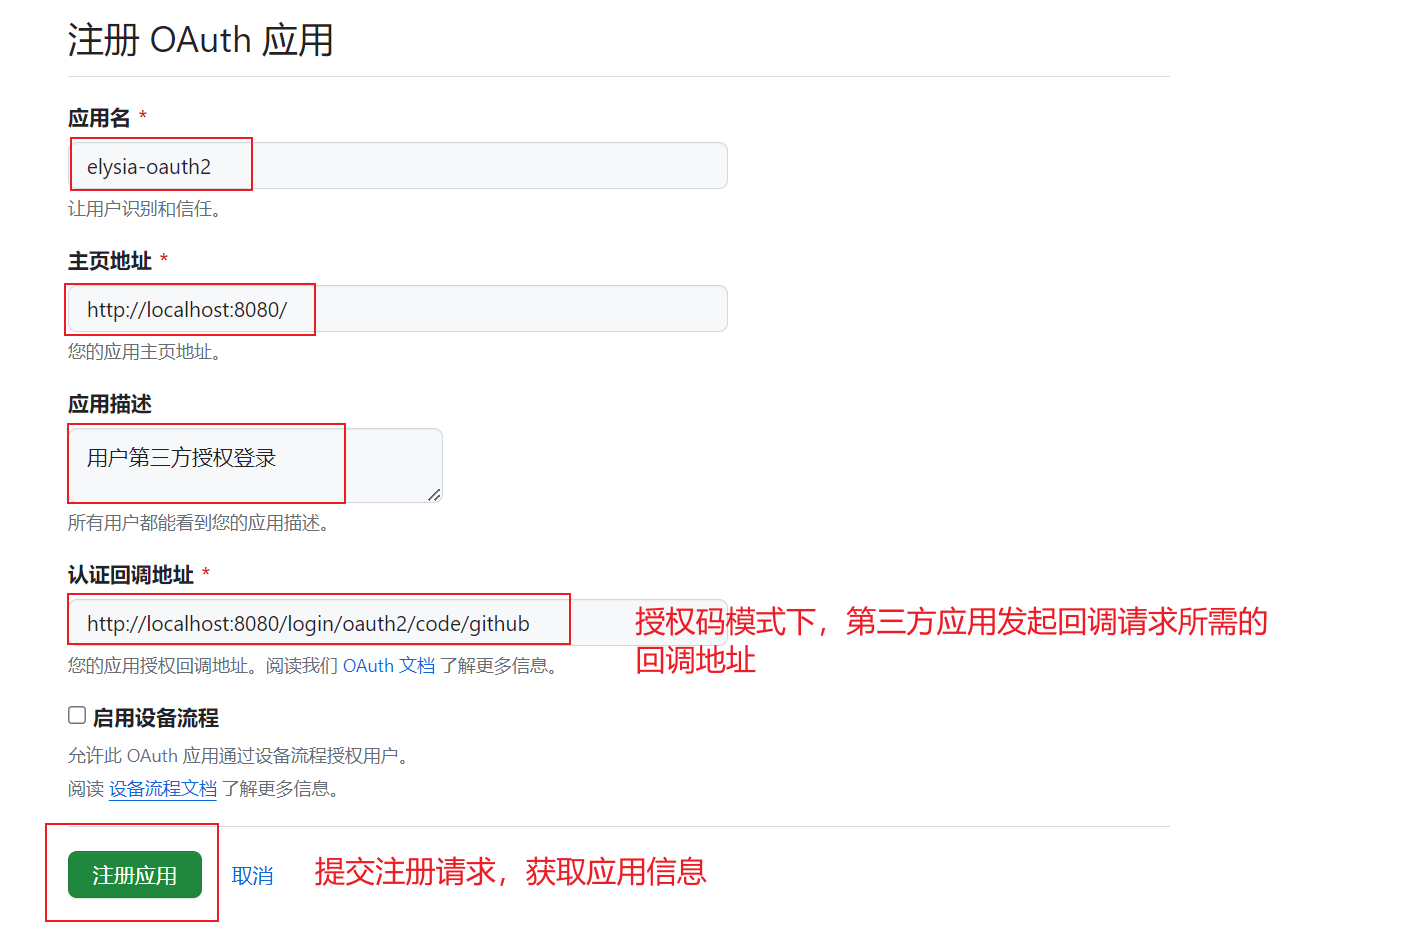 注册 OAuth 应用
应用名 *
elysia-oauth2
让用户识别和信任。
主页地址 *
http://localhost:8080/
您的应用主页地址。
应用描述
用户第三方授权登录
所有用户都能看到您的应用描述。
认证回调地址 *
http://localhost:8080/login/oauth2/code/github
授权码模式下，第三方应用发起回调请求所需的
回调地址
您的应用授权回调地址。阅读我们 OAuth 文档 了解更多信息。
启用设备流程
允许此 OAuth 应用通过设备流程授权用户。
阅读 设备流程文档 了解更多信息。
注册应用 取消 提交注册请求，获取应用信息